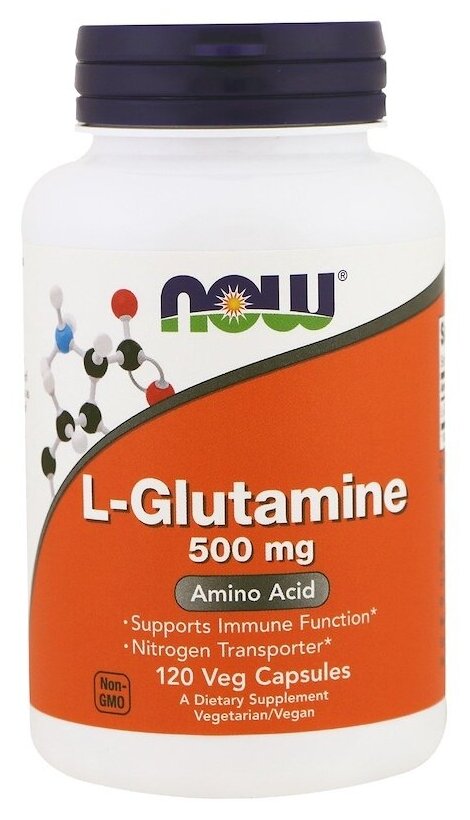 NOW®
L-Glutamine
500 mg
Amino Acid
•Supports Immune Function*
•Nitrogen Transporter*
120 Veg Capsules
A Dietary Supplement
Vegetarian/Vegan
Non-
GMO